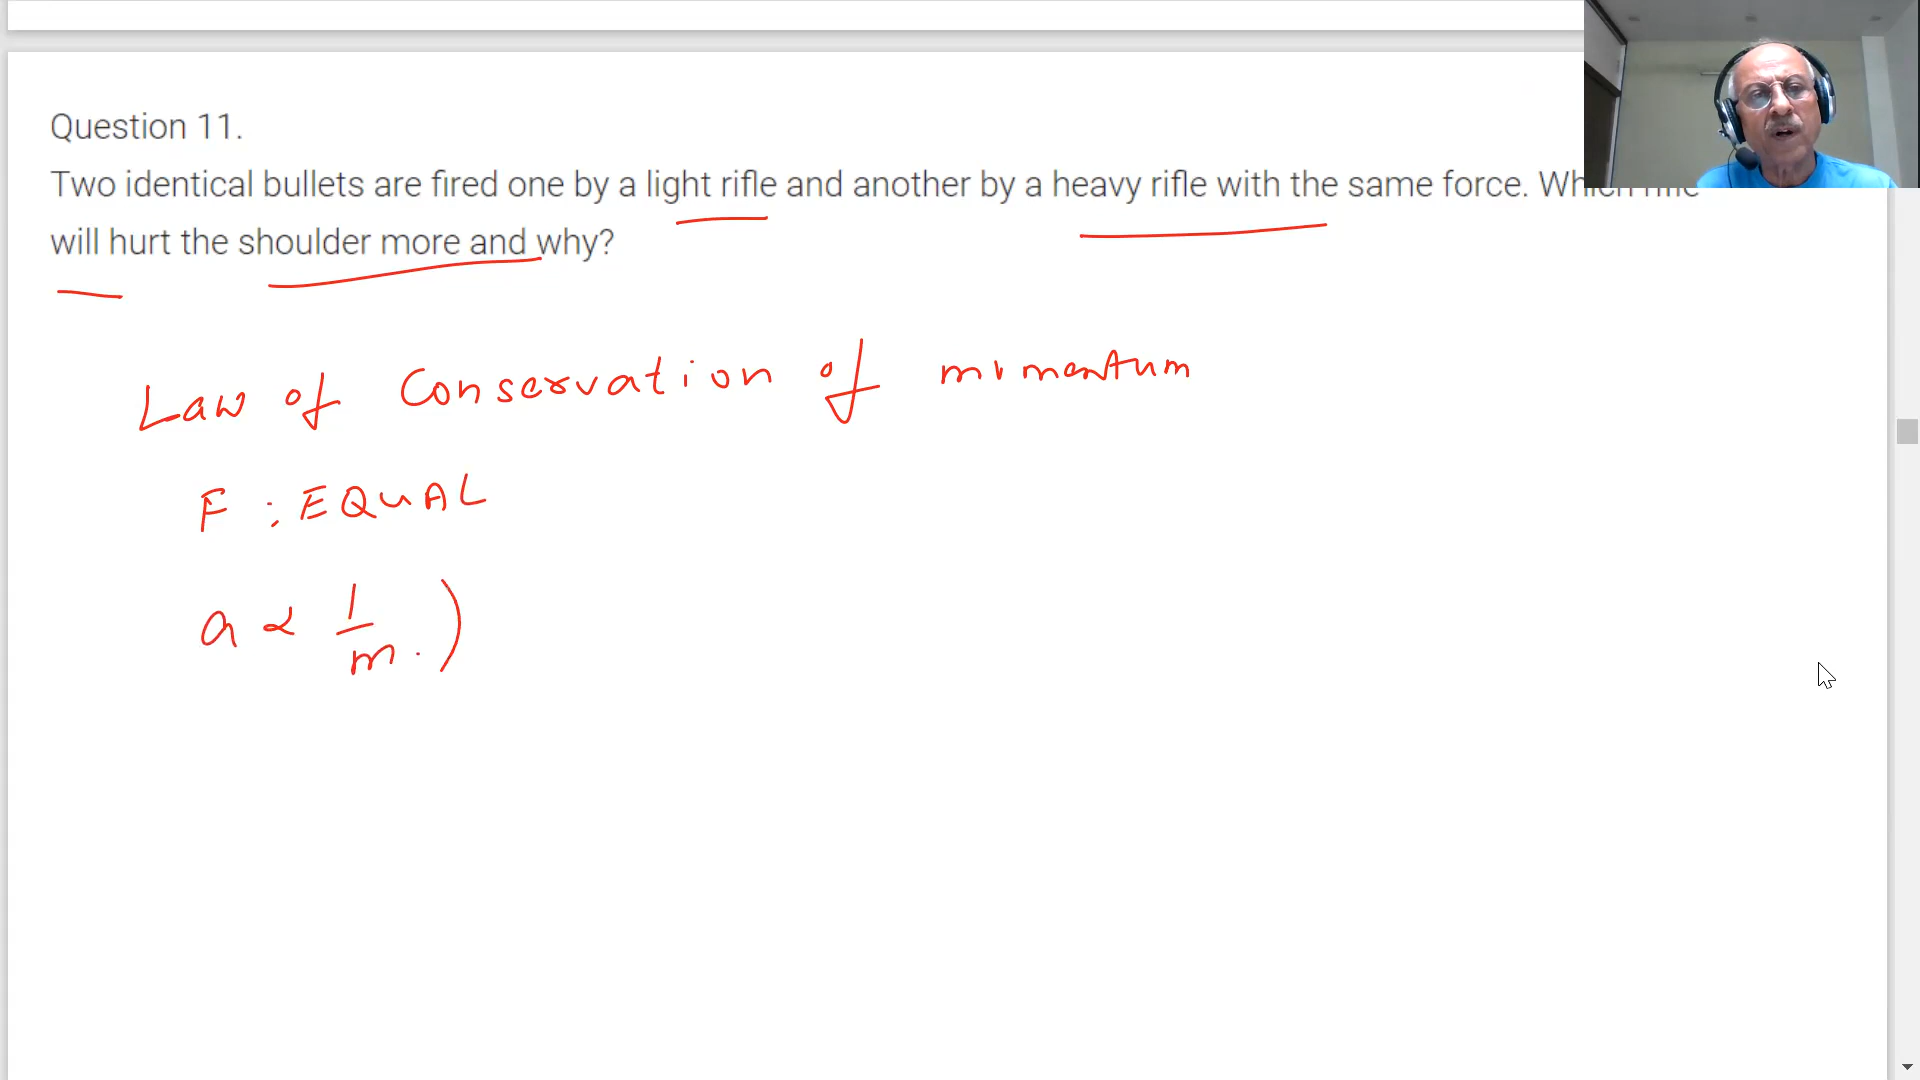 Question 11.
Two identical bullets are fired one by a light rifle and another by a heavy rifle with the same force. Which rifle
will hurt the shoulder more and why?
Law of Conservation of momentum
F : EQUAL
a ∝ 1/m . )